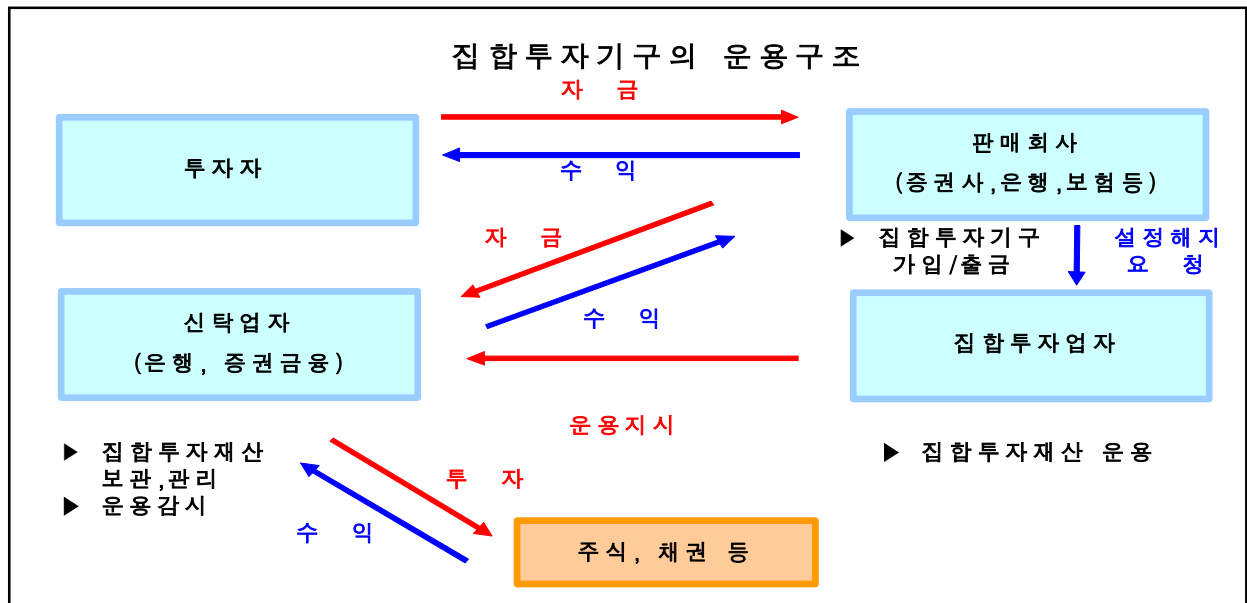 집합투자기구의 운용구조
자 금
투자자
수 익
판매회사
(증권사,은행,보험등)
자 금
▶ 집합투자기구
가입/출금
설정해지
요 청
신탁업자
(은행, 증권금융)
수 익
집합투자업자
운용지시
▶ 집합투자재산
보관,관리
▶ 운용감시
▶ 집합투자재산 운용
투 자
수 익
주식, 채권 등